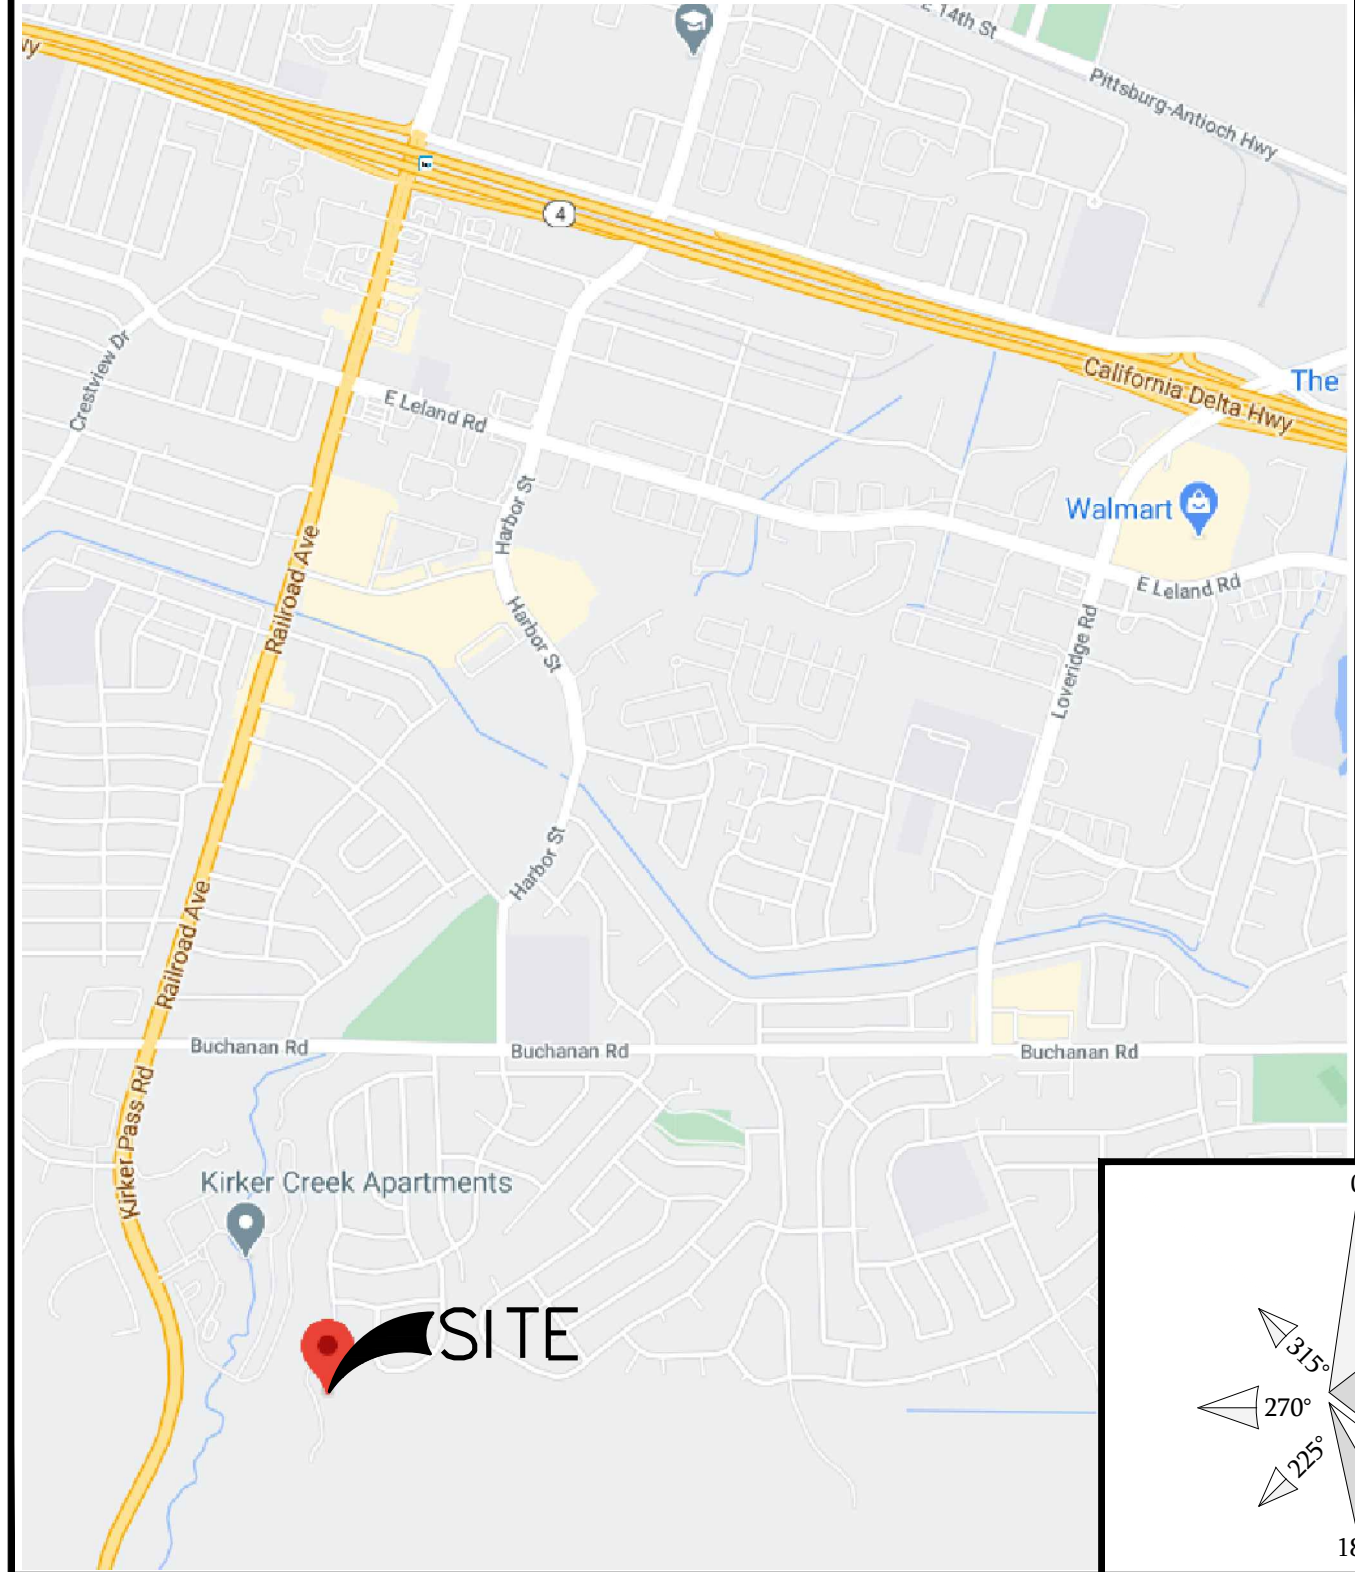 E 14th St
Pittsburg-Antioch Hwy
4
California Delta Hwy
The
Crestview Dr
E Leland Rd
Harbor St
Walmart
E Leland Rd
Railroad Ave
Harbor St
Loveridge Rd
Harbor St
Railroad Ave
Buchanan Rd
Buchanan Rd
Buchanan Rd
Kirker Pass Rd
Kirker Creek Apartments
SITE
315°
270°
225°